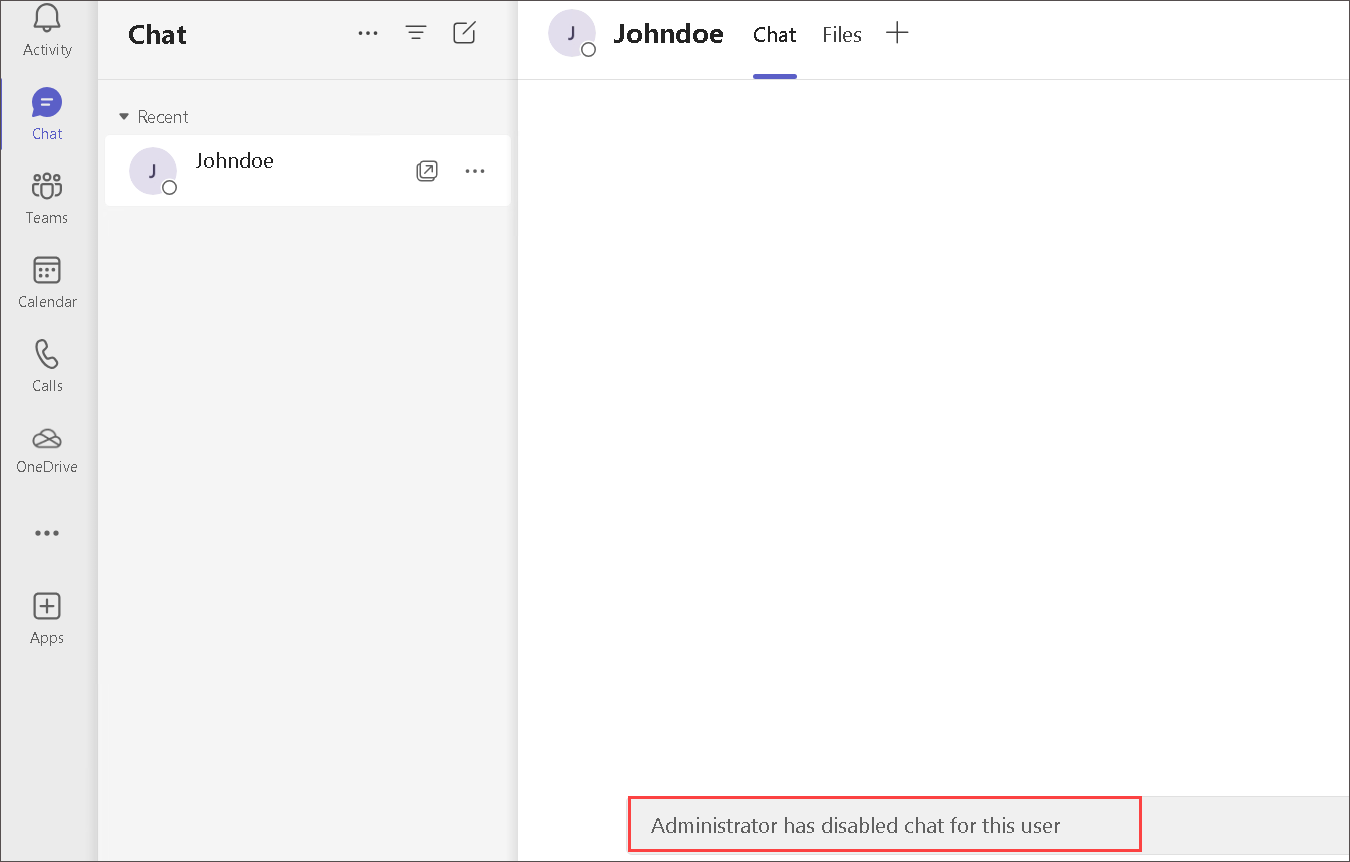 Activity
Chat
Teams
Calendar
Calls
OneDrive
Apps
Chat
Recent
J
Johndoe
J
Johndoe
Chat
Files
Administrator has disabled chat for this user